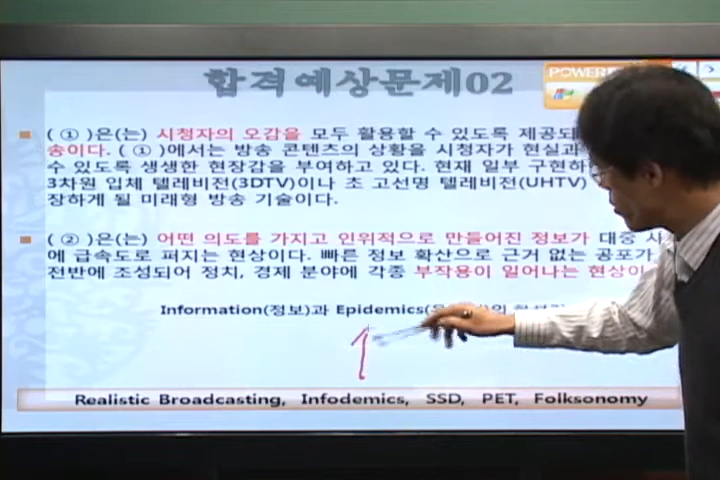 합격예상문제02
POWER
( ① )은(는) 시청자의 오감을 모두 활용할 수 있도록 제공되
송이다. ( ① )에서는 방송 콘텐츠의 상황을 시청자가 현실과
수 있도록 생생한 현장감을 부여하고 있다. 현재 일부 구현하
3차원 입체 텔레비전(3DTV)이나 초 고선명 텔레비전(UHTV)
장하게 될 미래형 방송 기술이다.
( ② )은(는) 어떤 의도를 가지고 인위적으로 만들어진 정보가 대중 사
에 급속도로 퍼지는 현상이다. 빠른 정보 확산으로 근거 없는 공포가
전반에 조성되어 정치, 경제 분야에 각종 부작용이 일어나는 현상이
Information(정보)과 Epidemics(
Realistic Broadcasting, Infodemics, SSD, PET, Folksonomy